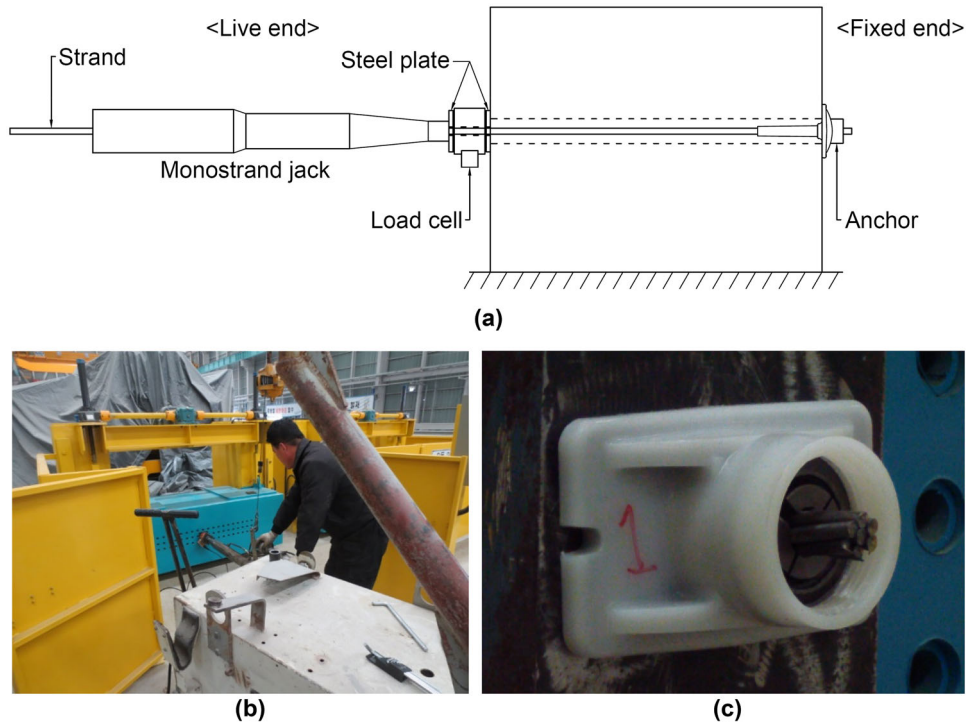 <Live end>
<Fixed end>
Strand
Steel plate
Monostrand jack
Load cell
Anchor
(a)
1
(b)
(c)